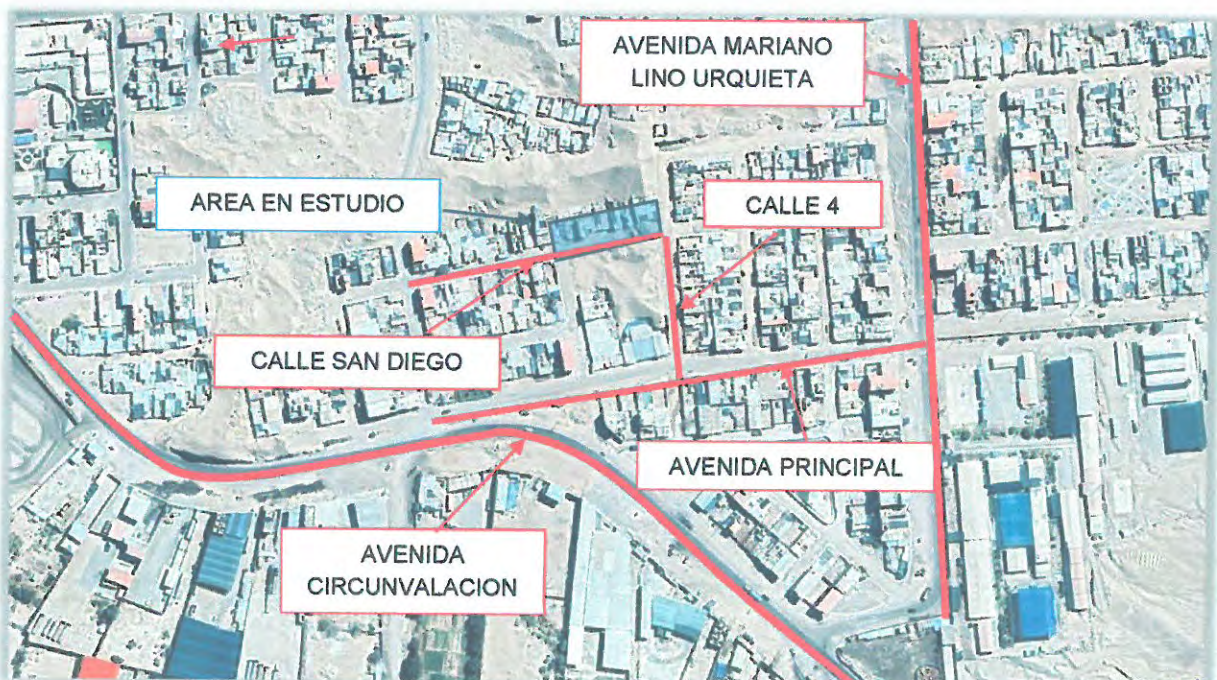 AVENIDA MARIANO
LINO URQUIETA
AREA EN ESTUDIO
CALLE 4
CALLE SAN DIEGO
AVENIDA PRINCIPAL
AVENIDA
CIRCUNVALACION